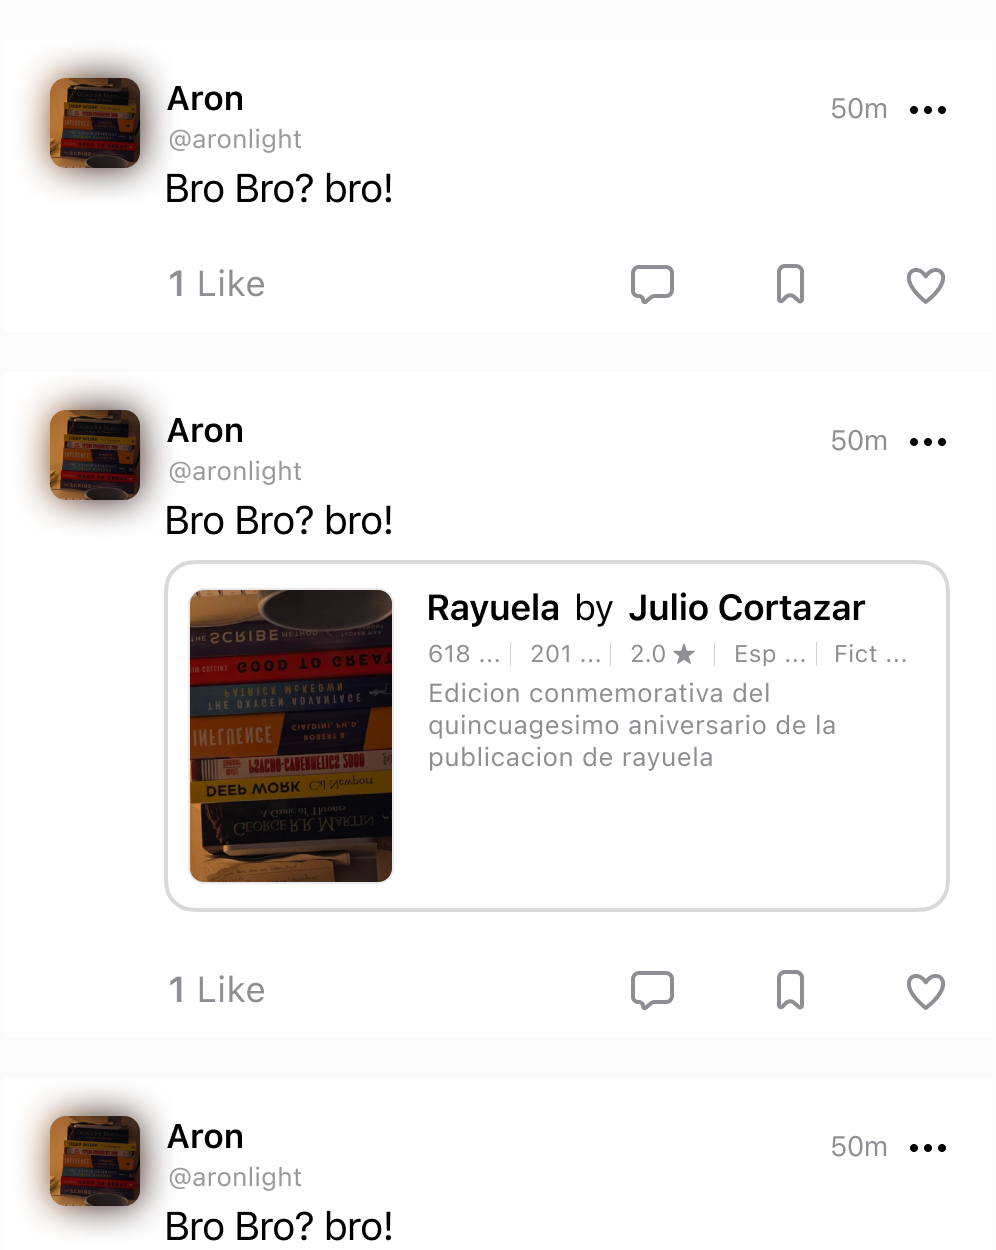 Aron
50m
@aronlight
Bro Bro? bro!
1 Like
Aron
50m
@aronlight
Bro Bro? bro!
Rayuela by Julio Cortazar
618 ... 201 ... 2.0 ★ Esp ... Fict ...
Edicion conmemorativa del
quincuagesimo aniversario de la
publicacion de rayuela
THE SCRIBE METHOD
GOOD TO GREAT
PATRICK McKEOWN
THE OXYGEN ADVANTAGE
INFLUENCE
ROBERT B.
CIALDINI, PH.D.
PSYCHO-CYBERNETICS 2000
DEEP WORK Cal Newport
A Game of Thrones
GEORGE R.R. MARTIN
1 Like
Aron
50m
@aronlight
Bro Bro? bro!